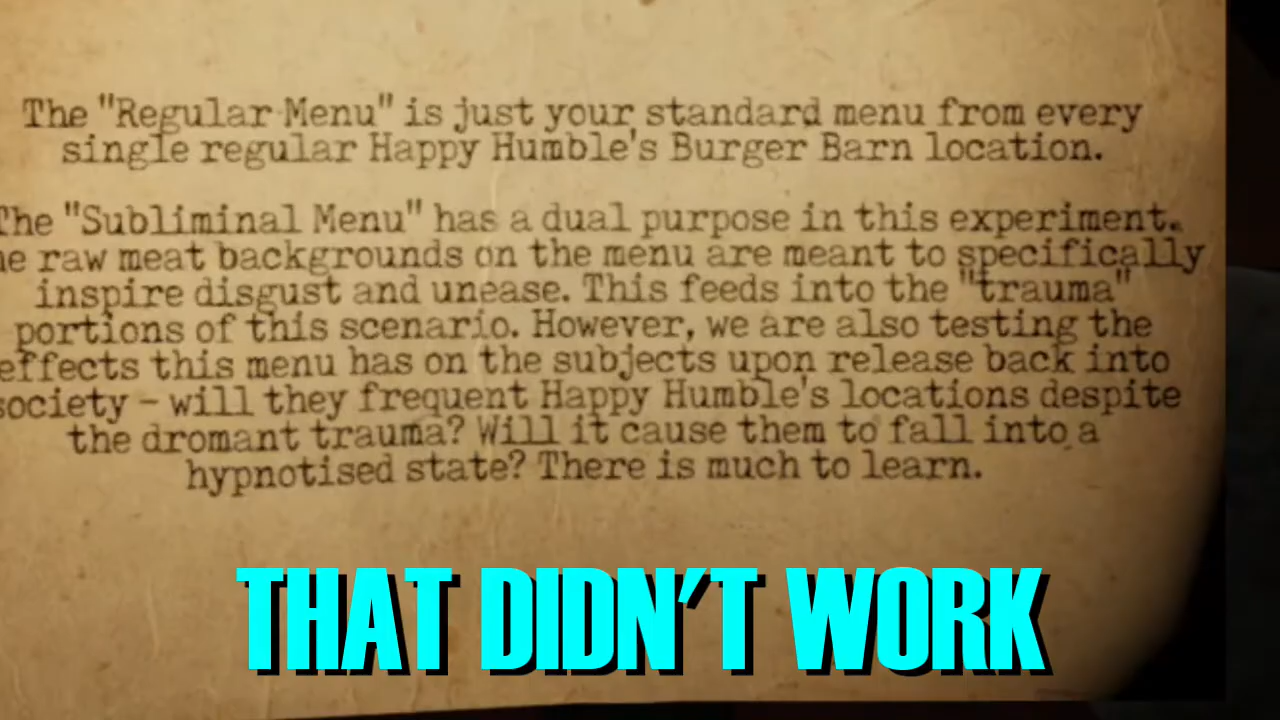 The "Regular Menu" is just your standard menu from every
single regular Happy Humble's Burger Barn location.
The "Subliminal Menu" has a dual purpose in this experiment.
he raw meat backgrounds on the menu are meant to specifically
inspire disgust and unease. This feeds into the "trauma"
portions of this scenario. However, we are also testing the
effects this menu has on the subjects upon release back into
society - will they frequent Happy Humble's locations despite
the dromant trauma? Will it cause them to fall into a
hypnotised state? There is much to learn.
THAT DIDN'T WORK